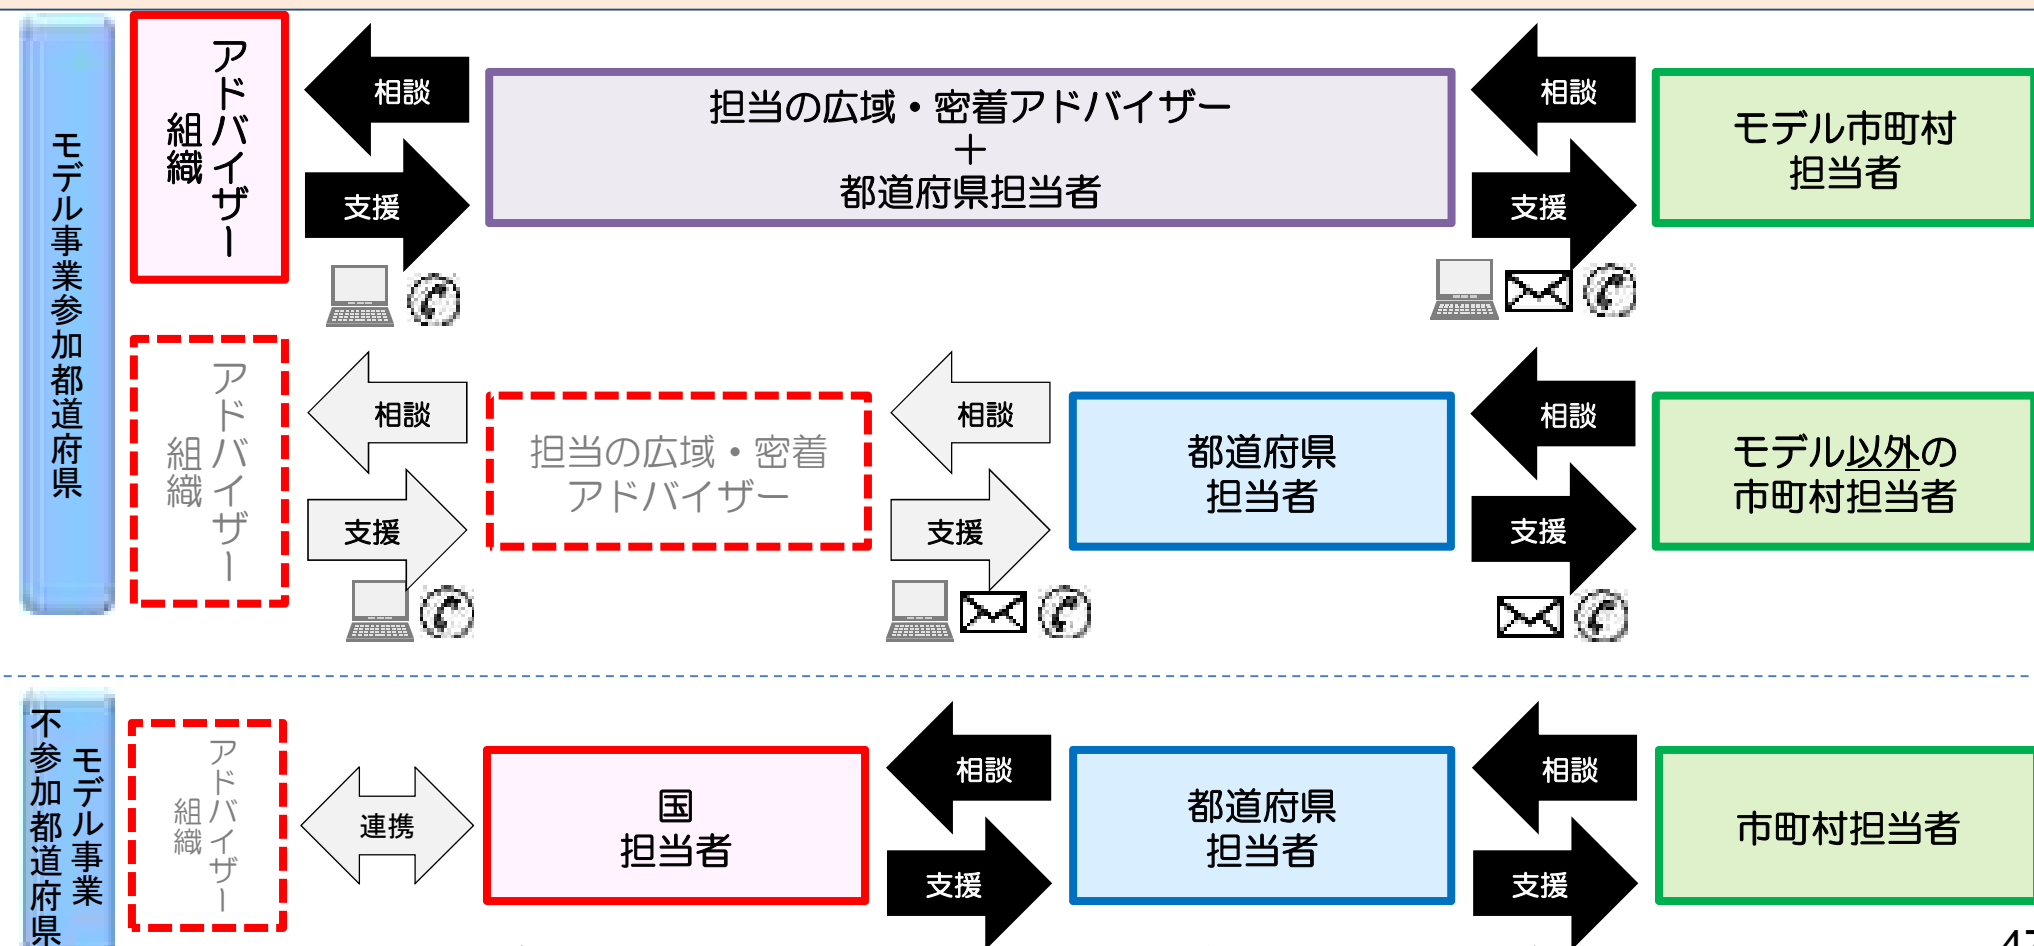 モデル事業参加都道府県
アドバイザー
組織
相談
支援
担当の広域・密着アドバイザー
＋
都道府県担当者
相談
支援
モデル市町村
担当者
アドバイザー
組織
相談
支援
担当の広域・密着
アドバイザー
相談
支援
都道府県
担当者
相談
支援
モデル以外の
市町村担当者
モデル事業
不参加都道府県
アドバイザー
組織
連携
国
担当者
相談
支援
都道府県
担当者
相談
支援
市町村担当者